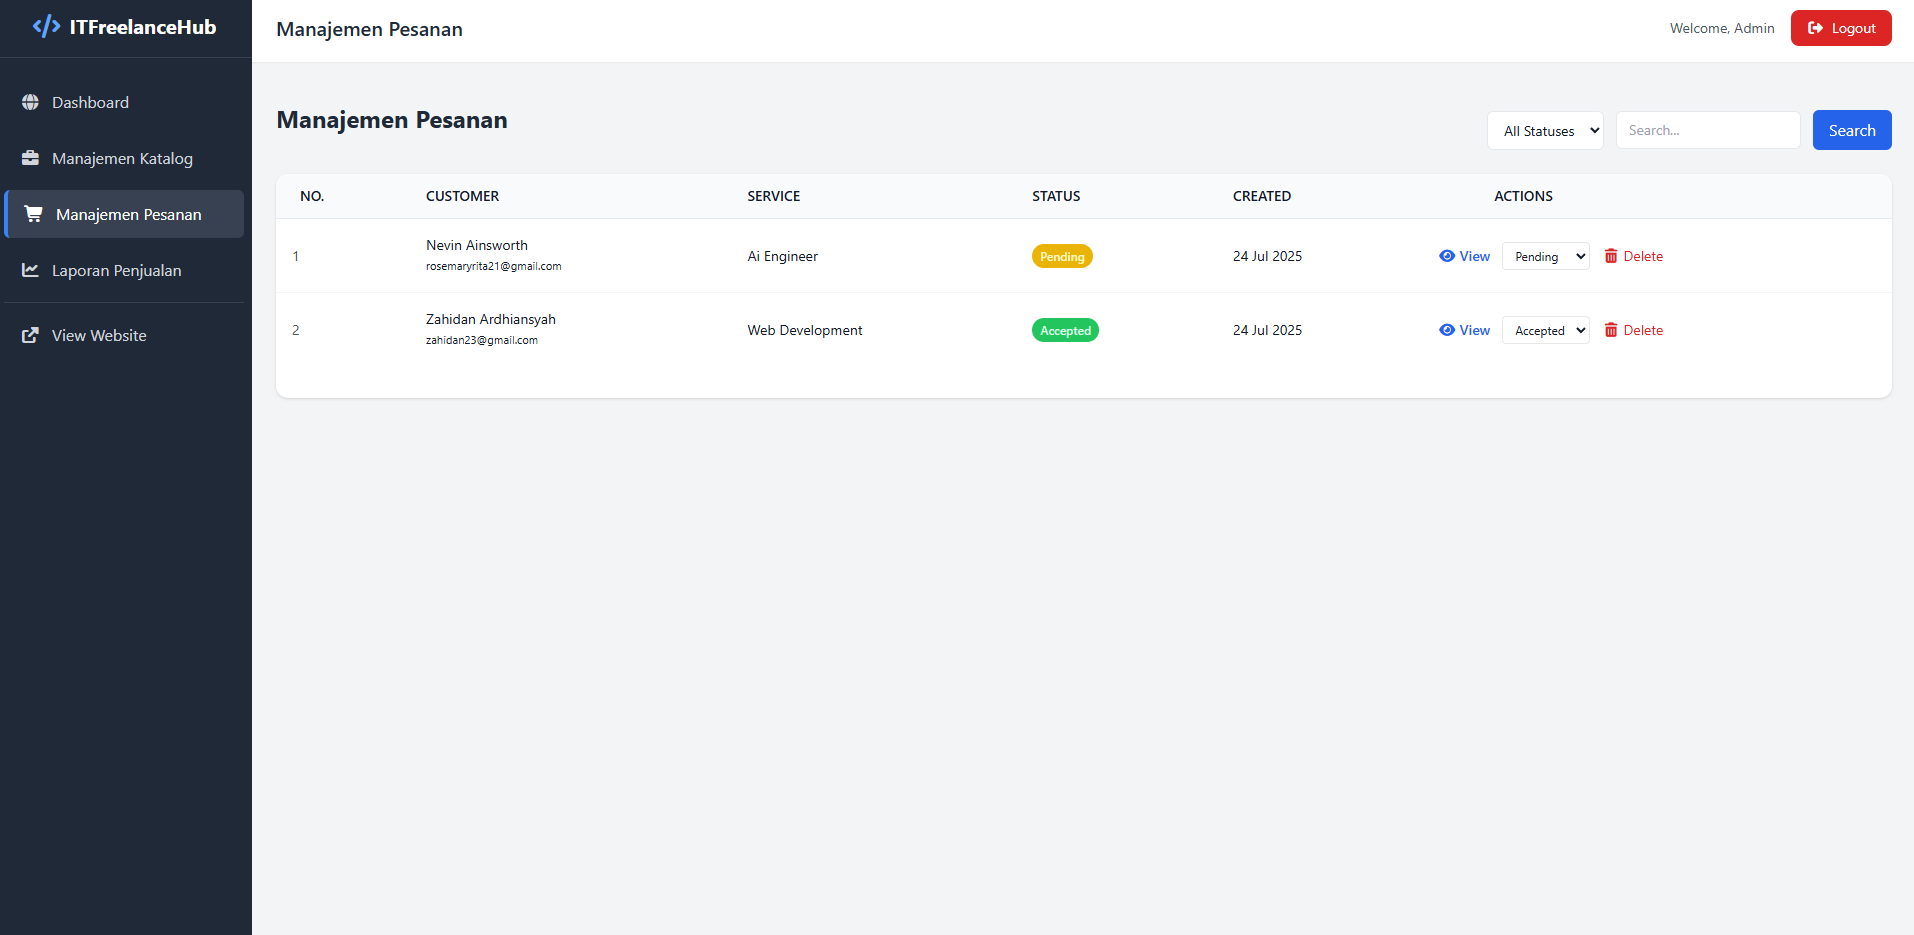 ITFreelanceHub
Manajemen Pesanan
Welcome, Admin
Logout
Dashboard
Manajemen Katalog
Manajemen Pesanan
Laporan Penjualan
View Website
Manajemen Pesanan
All Statuses
Search...
Search
NO. CUSTOMER SERVICE STATUS CREATED ACTIONS
1 Nevin Ainsworth Ai Engineer Pending 24 Jul 2025 View Pending Delete
rosemaryrita21@gmail.com
2 Zahidan Ardhiansyah Web Development Accepted 24 Jul 2025 View Accepted Delete
zahidan23@gmail.com